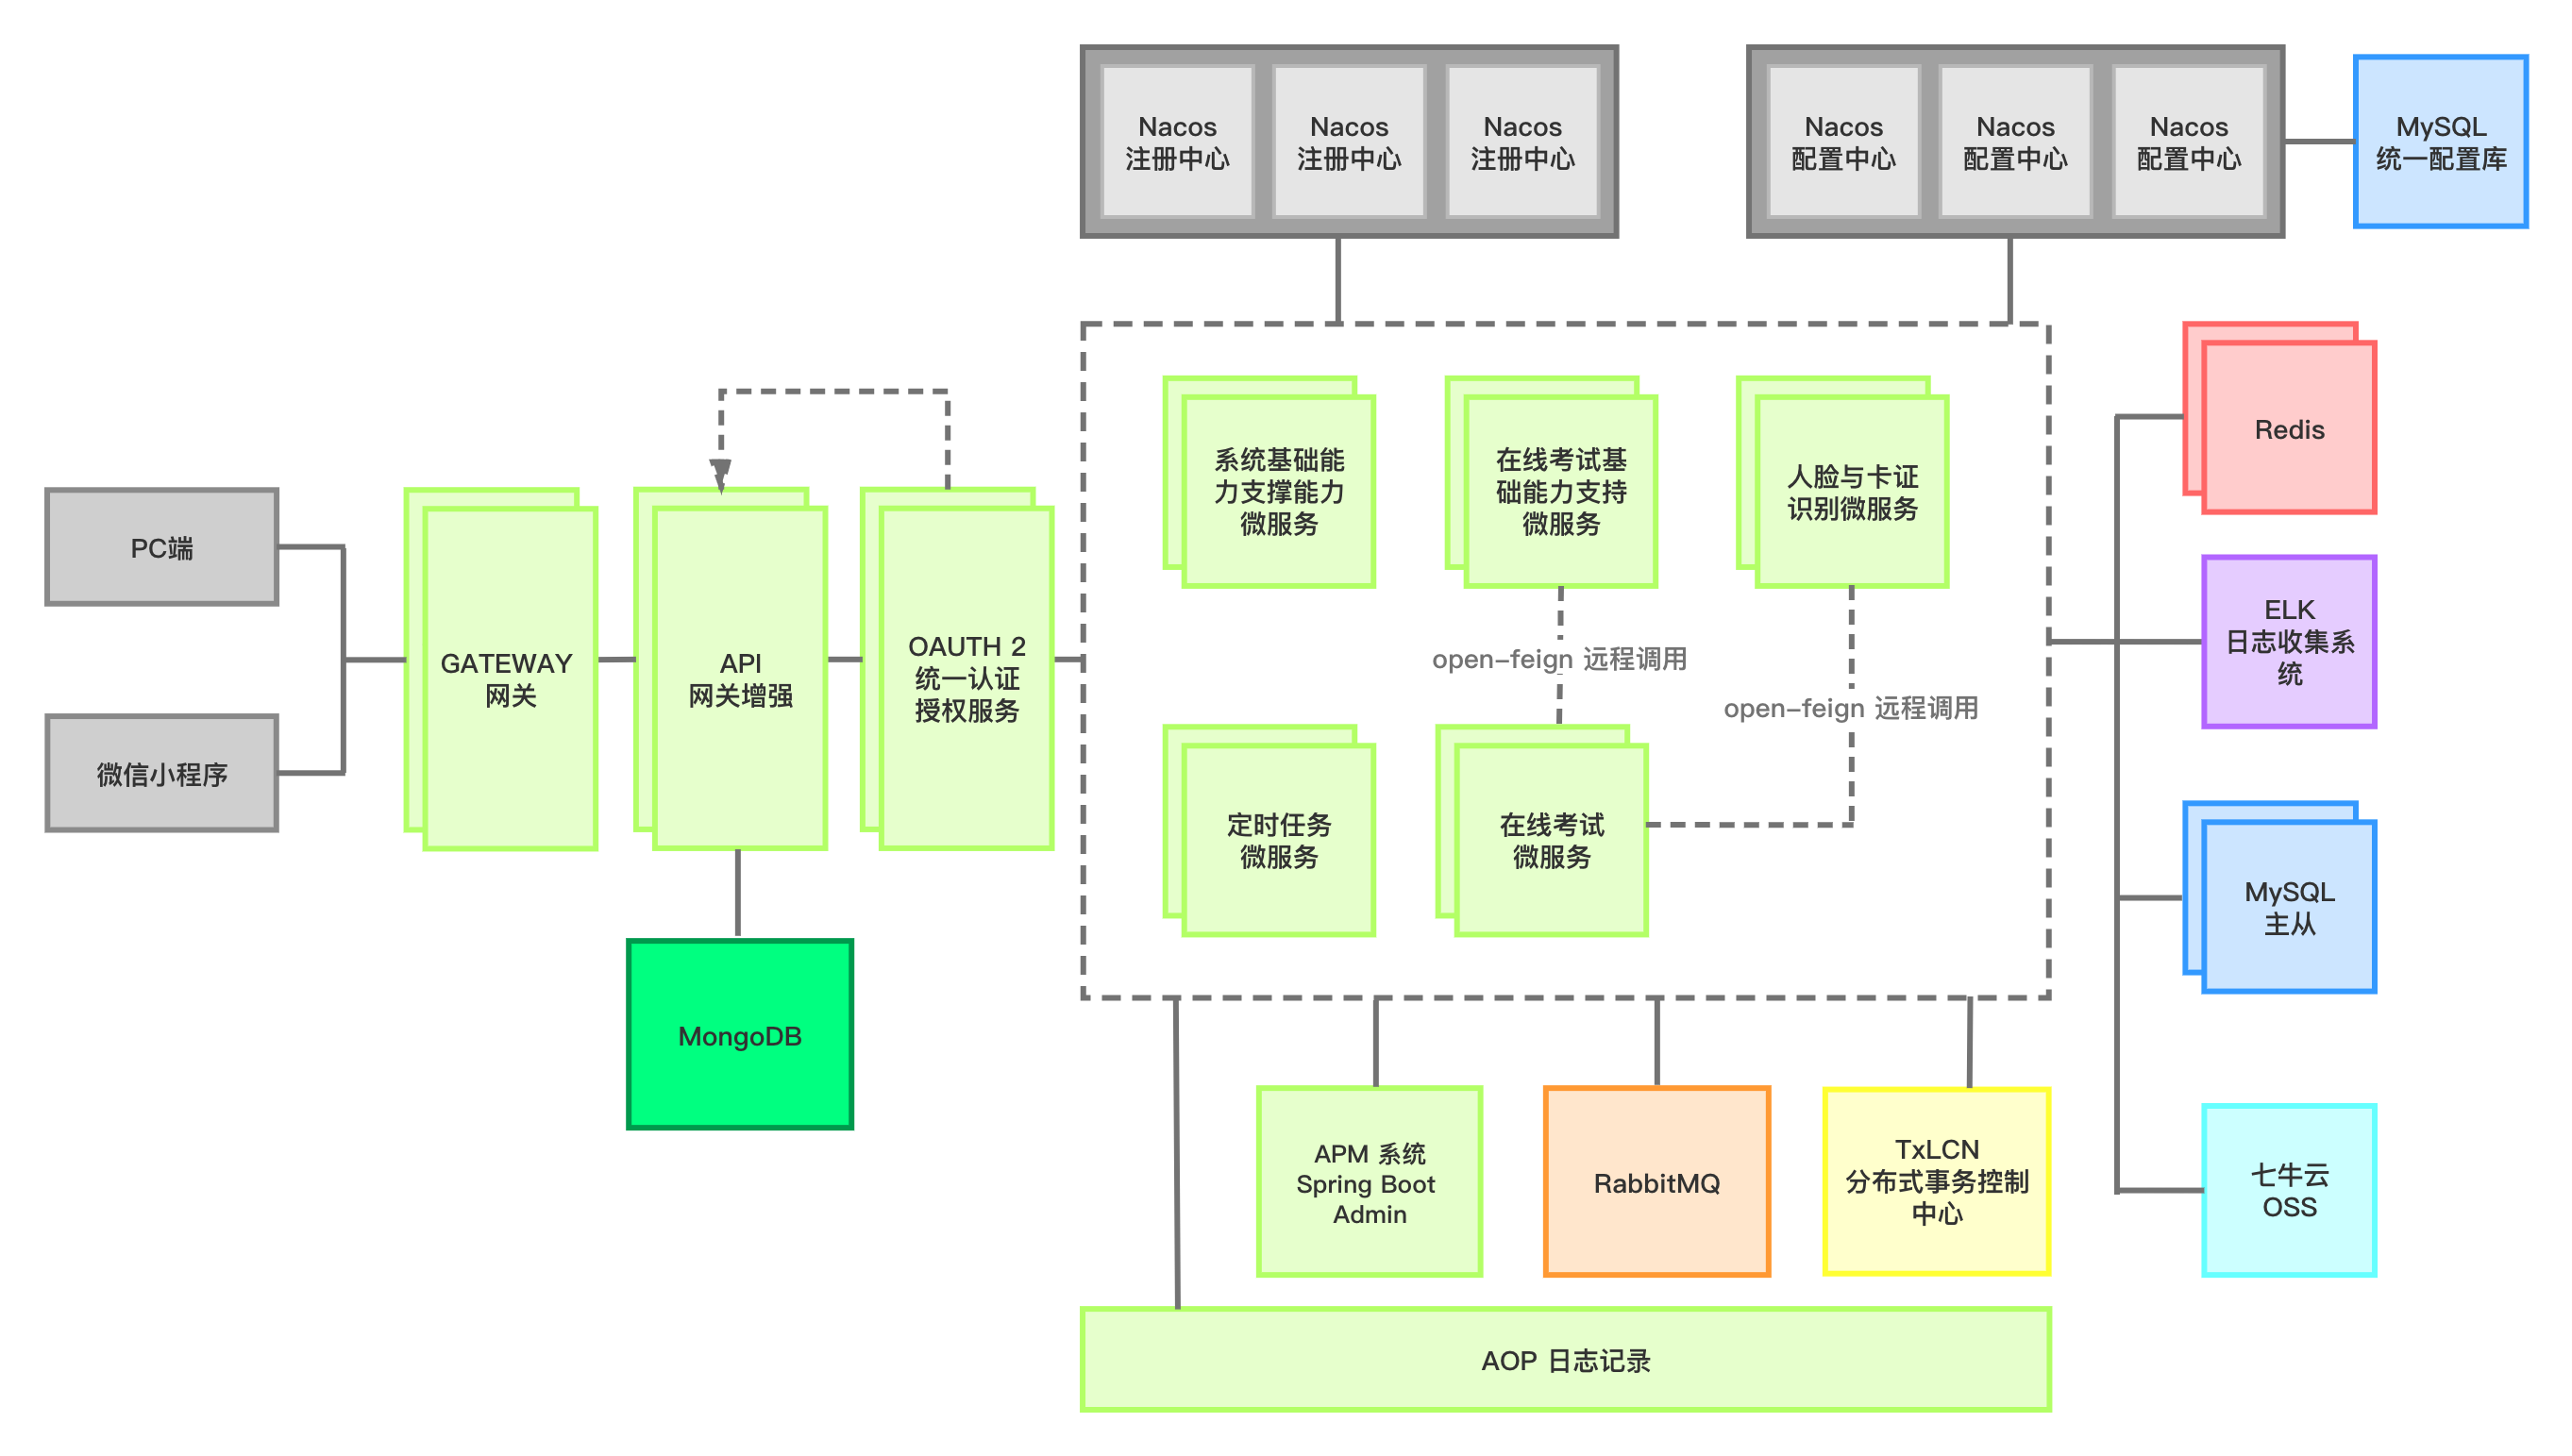 Nacos
注册中心
Nacos
注册中心
Nacos
注册中心
Nacos
配置中心
Nacos
配置中心
Nacos
配置中心
MySQL
统一配置库
PC端
微信小程序
GATEWAY
网关
API
网关增强
OAUTH 2
统一认证
授权服务
MongoDB
系统基础能
力支撑能力
微服务
在线考试基
础能力支持
微服务
人脸与卡证
识别微服务
open-feign 远程调用
open-feign 远程调用
定时任务
微服务
在线考试
微服务
Redis
ELK
日志收集系
统
MySQL
主从
七牛云
OSS
APM 系统
Spring Boot
Admin
RabbitMQ
TxLCN
分布式事务控制
中心
AOP 日志记录